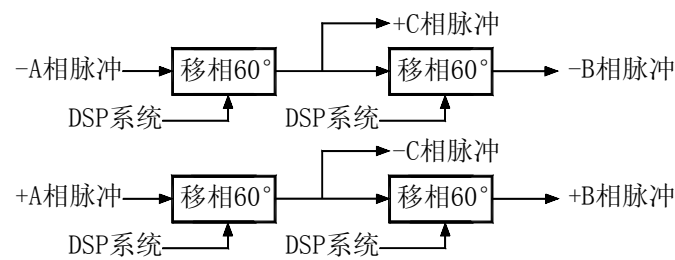 +C相脉冲
-A相脉冲 移相60° 移相60° -B相脉冲
DSP系统 DSP系统
-C相脉冲
+A相脉冲 移相60° 移相60° +B相脉冲
DSP系统 DSP系统